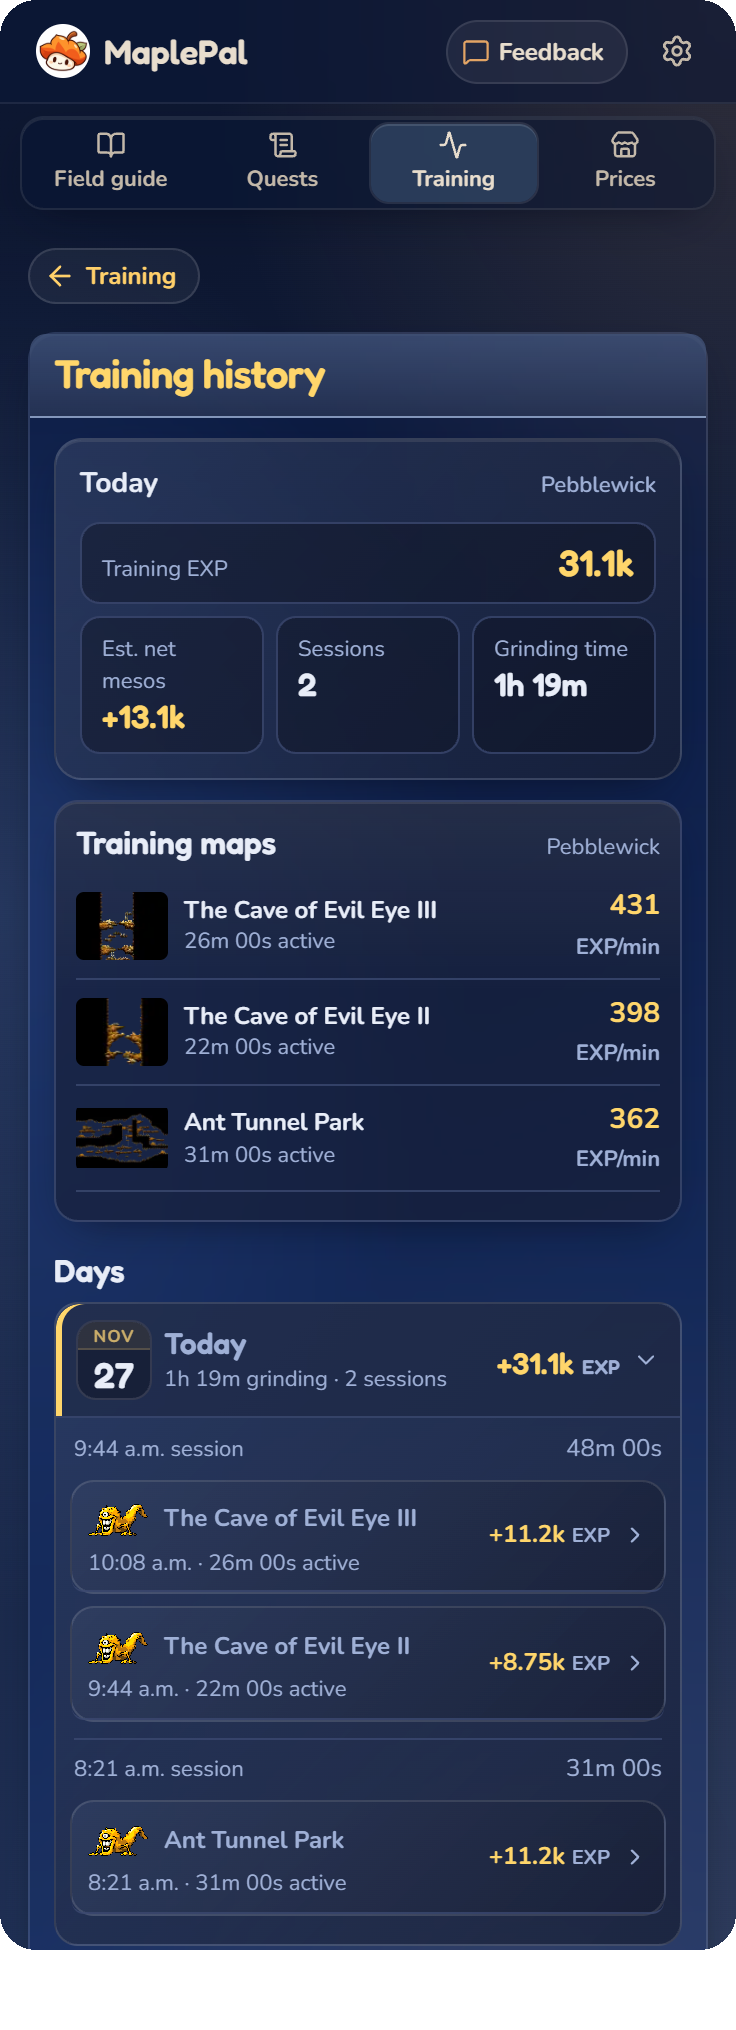 MaplePal
Feedback
Field guide
Quests
Training
Prices
Training
Training history
Today
Pebblewick
Training EXP
31.1k
Est. net
mesos
+13.1k
Sessions
2
Grinding time
1h 19m
Training maps
Pebblewick
The Cave of Evil Eye III
26m 00s active
431
EXP/min
The Cave of Evil Eye II
22m 00s active
398
EXP/min
Ant Tunnel Park
31m 00s active
362
EXP/min
Days
NOV
27
Today
1h 19m grinding · 2 sessions
+31.1k EXP
9:44 a.m. session
48m 00s
The Cave of Evil Eye III
10:08 a.m. · 26m 00s active
+11.2k EXP
The Cave of Evil Eye II
9:44 a.m. · 22m 00s active
+8.75k EXP
8:21 a.m. session
31m 00s
Ant Tunnel Park
8:21 a.m. · 31m 00s active
+11.2k EXP